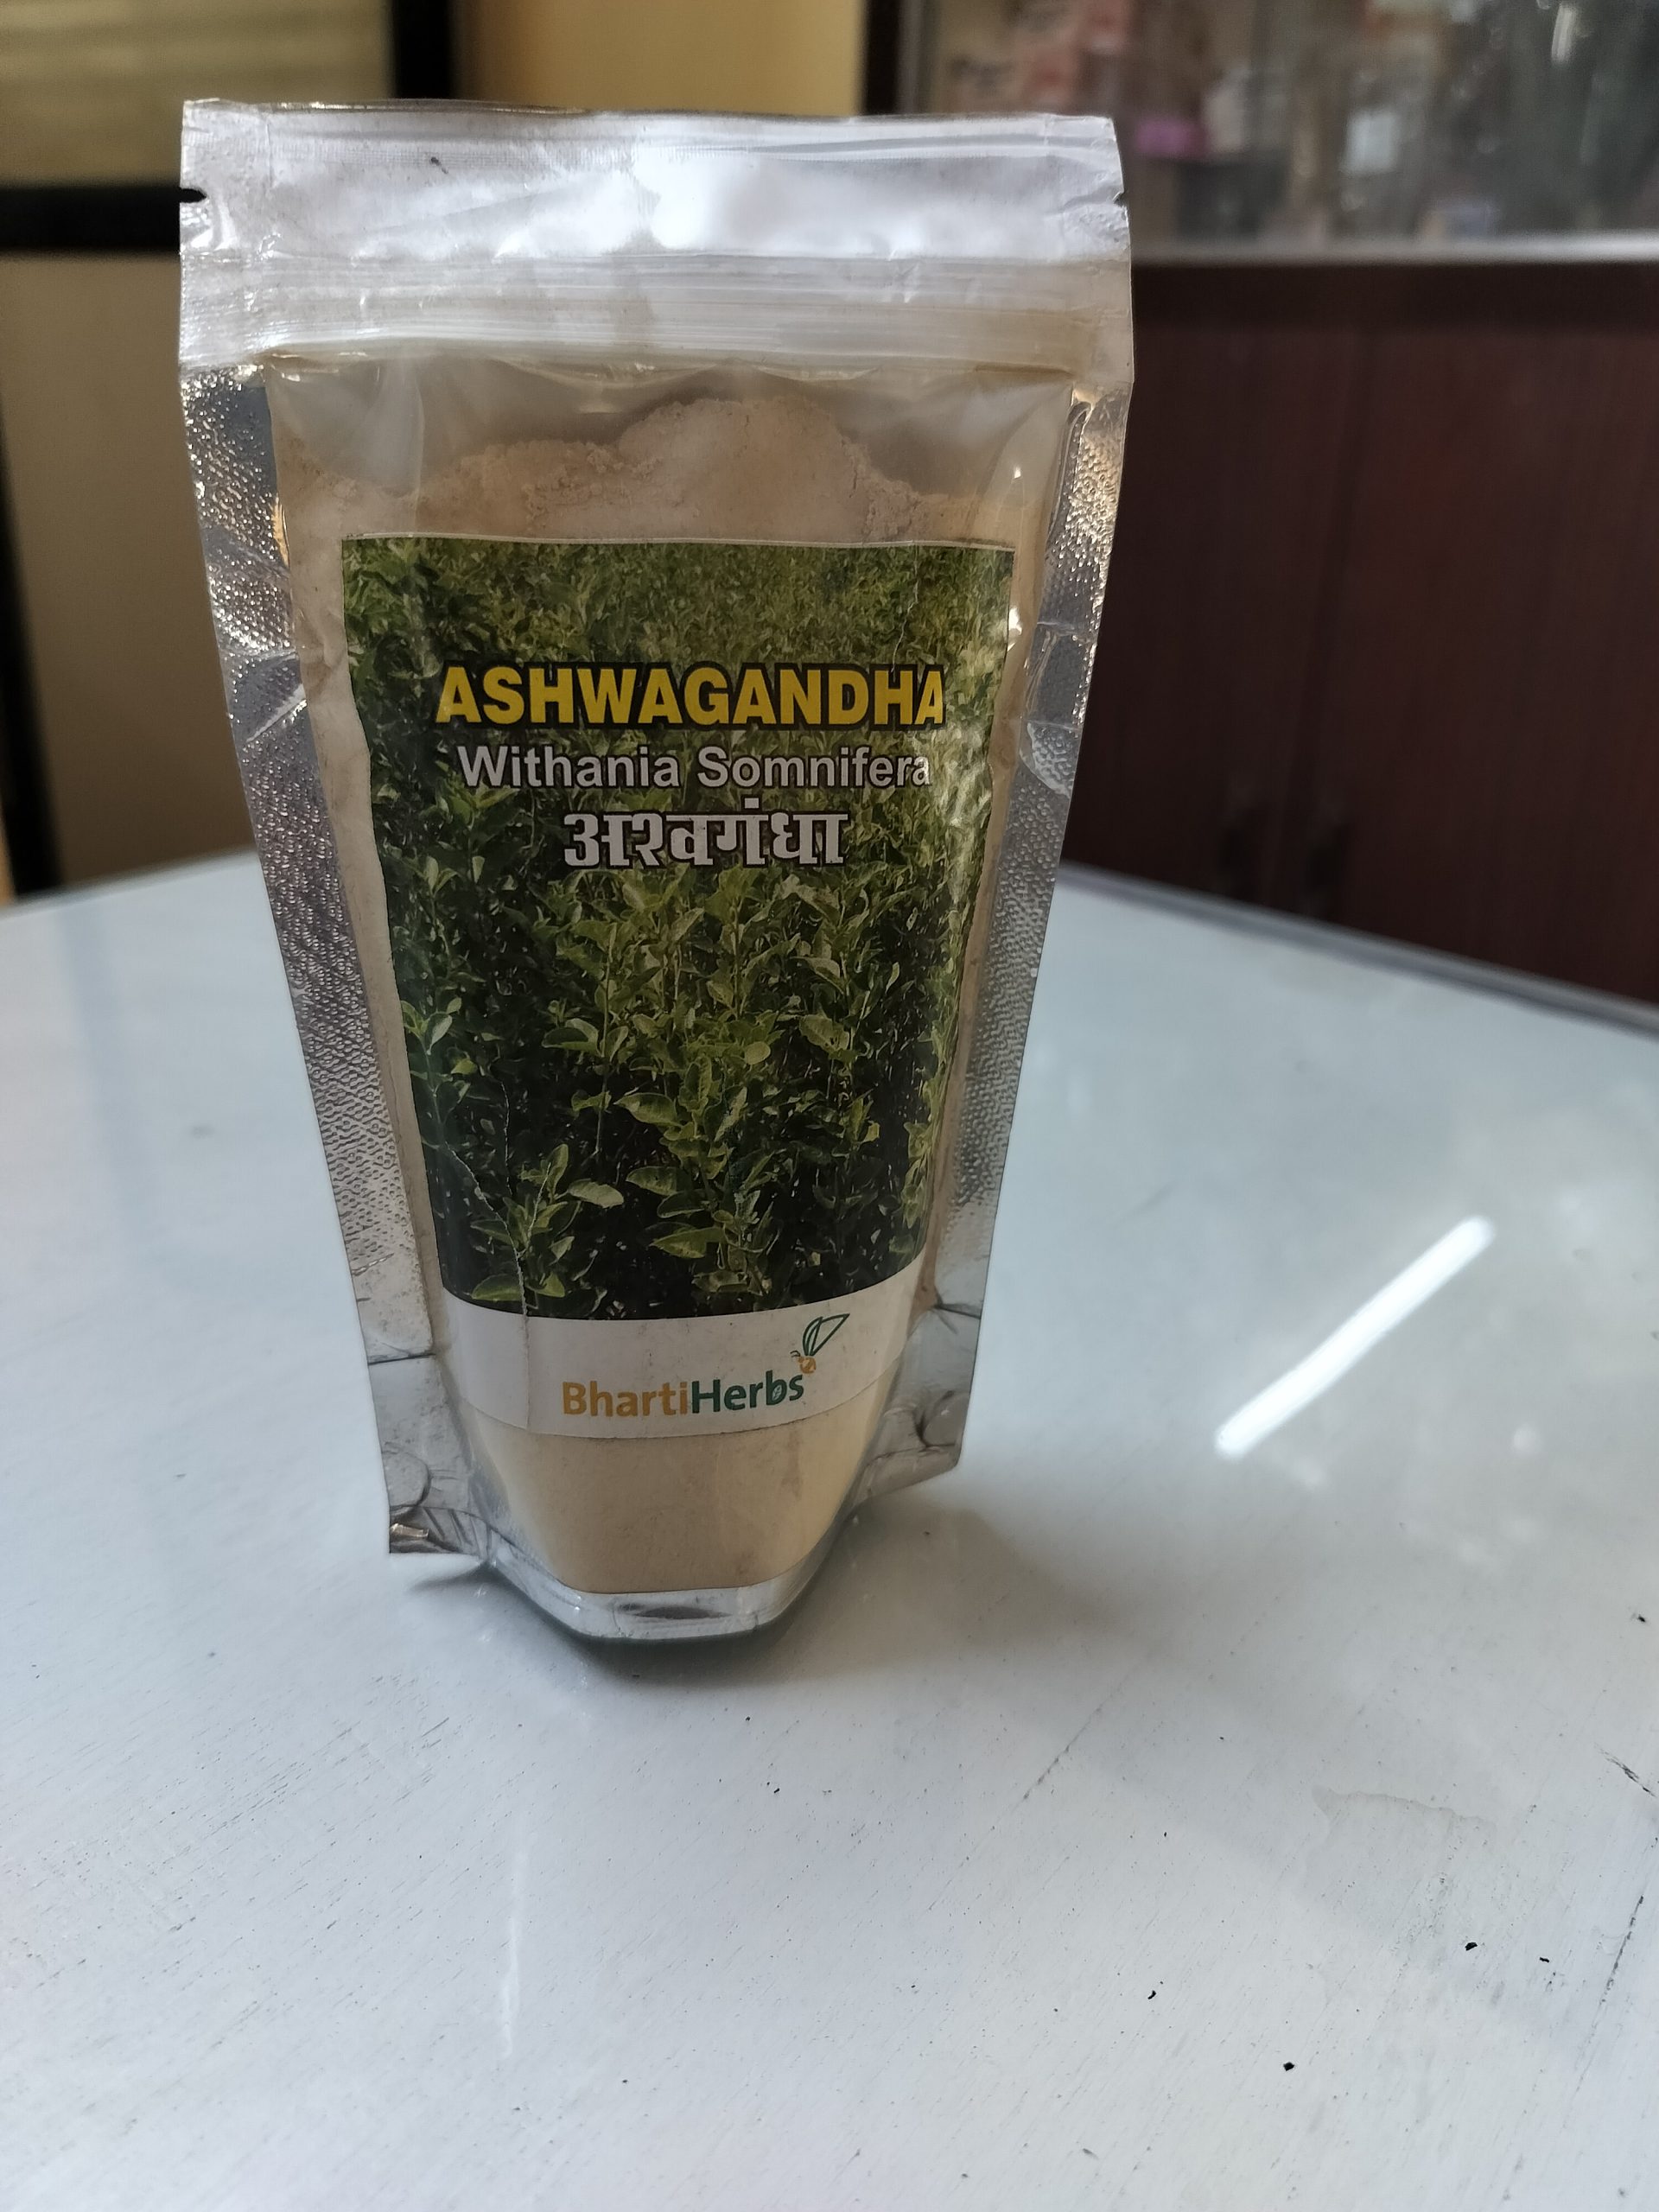 ASHWAGANDHA
Withania Somnifera
अश्वगंधा
BhartiHerbs